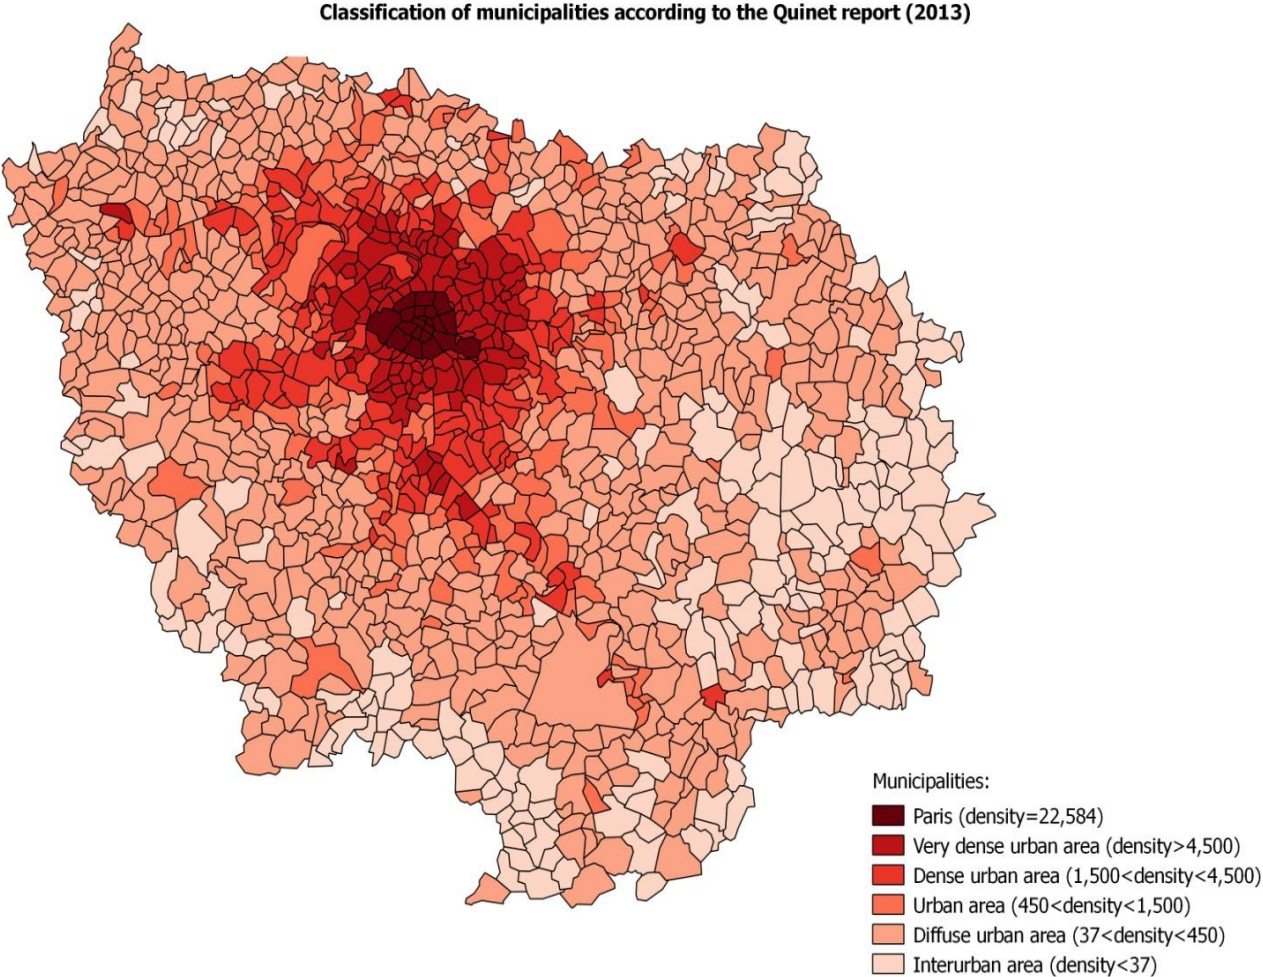 Classification of municipalities according to the Quinet report (2013)
Municipalities:
Paris (density=22,584)
Very dense urban area (density>4,500)
Dense urban area (1,500<density<4,500)
Urban area (450<density<1,500)
Diffuse urban area (37<density<450)
Interurban area (density<37)